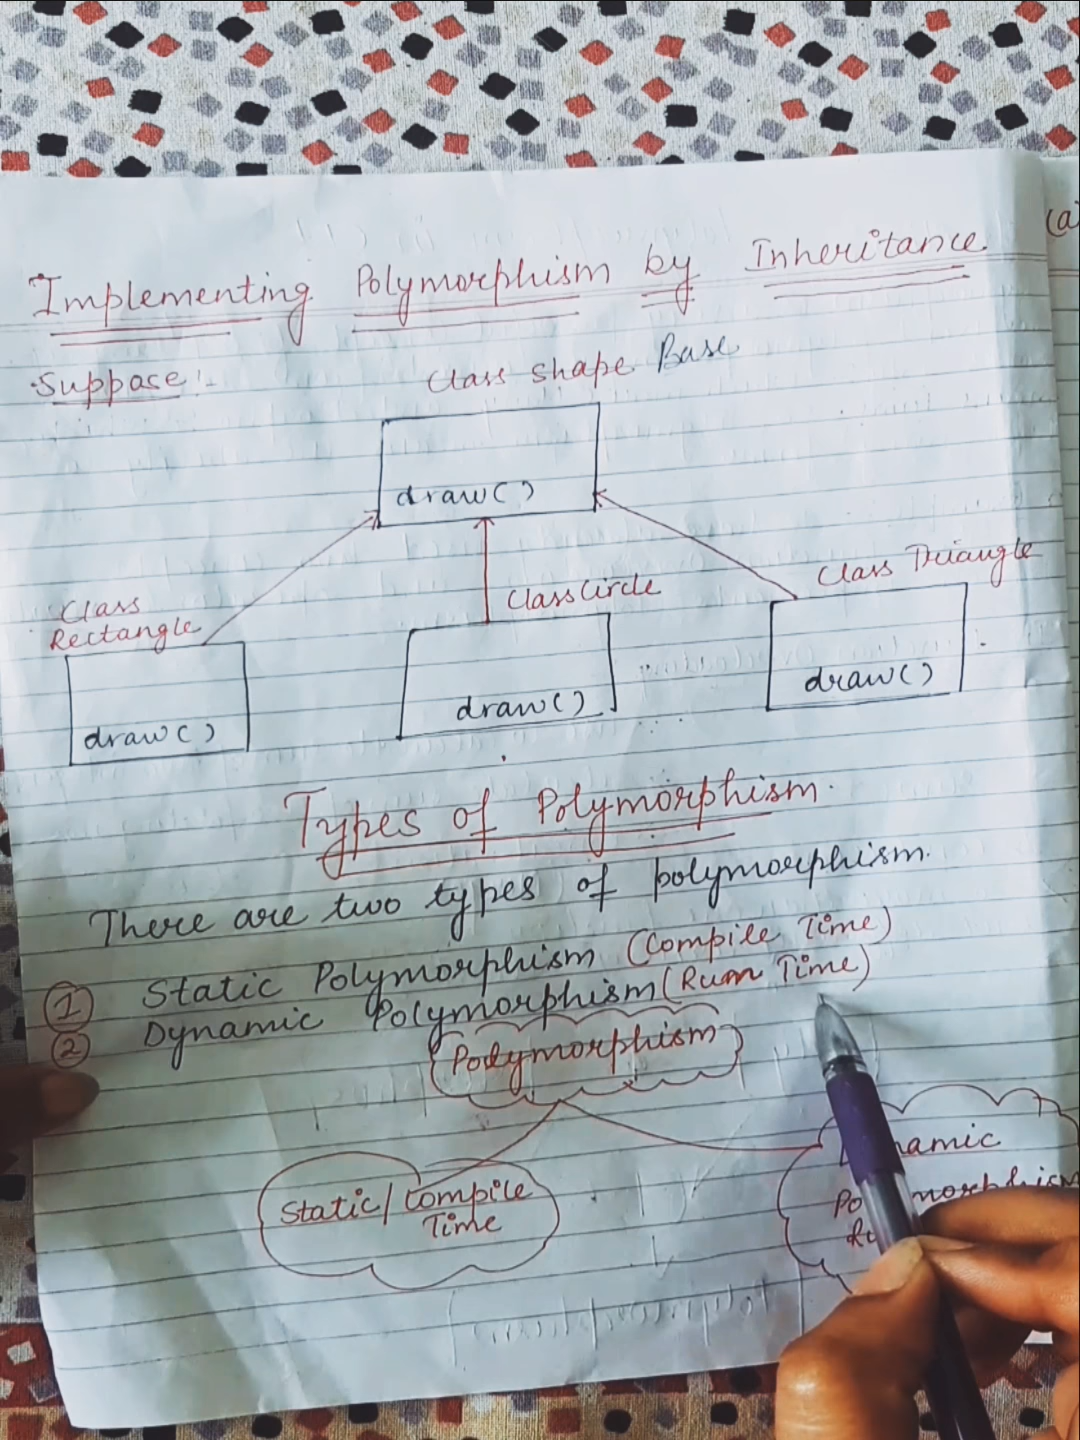 (a)
Implementing Polymorphism by Inheritance
Suppase:-
Class shape Base
draw()
Class
Rectangle
Class Circle
Class Triangle
draw()
draw()
draw()
Types of Polymorphism.
There are two types of polymorphism.
① Static Polymorphism (Compile Time)
② Dynamic Polymorphism (Rum Time)
Polymorphism
Static/Compile
Time